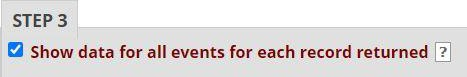 STEP 3
Show data for all events for each record returned ?